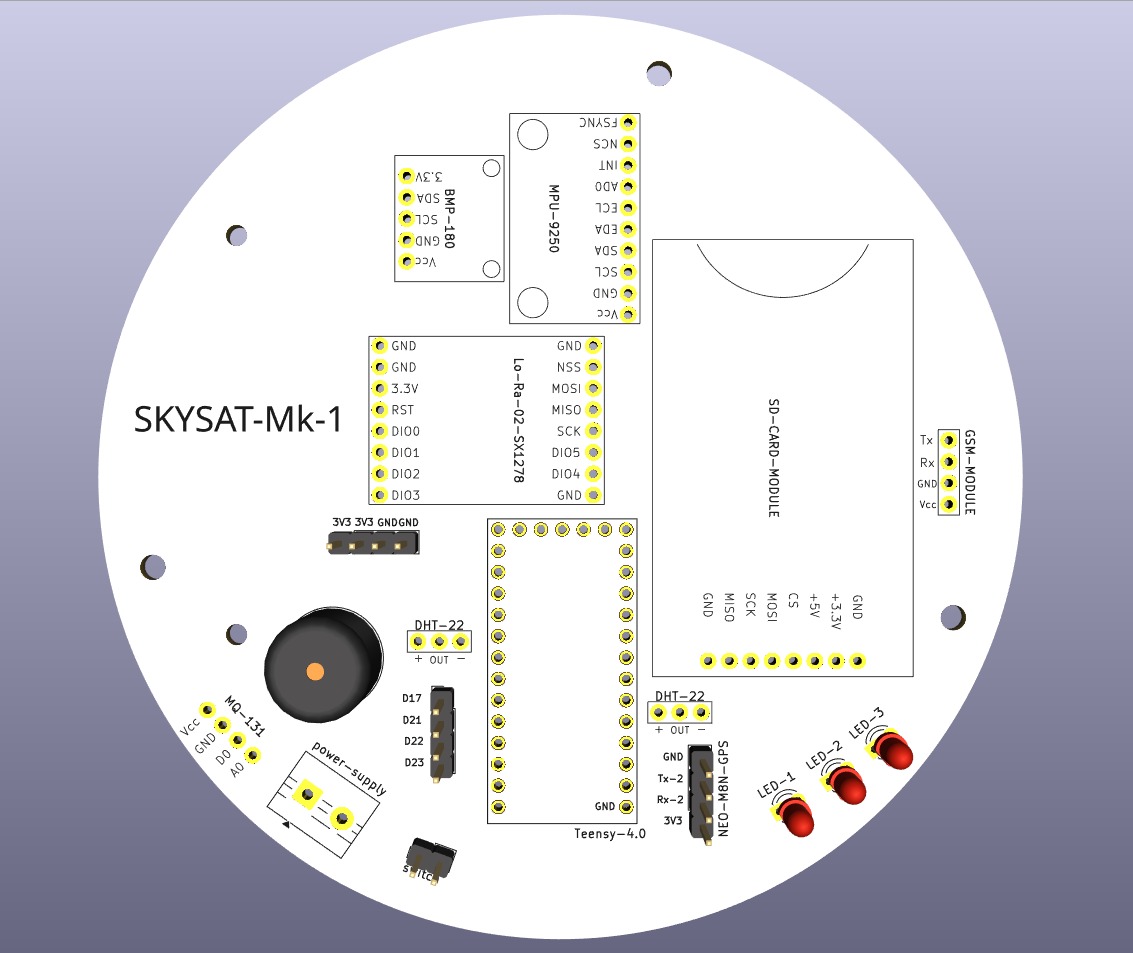 FSYNC
NCS
INT
AD0
ECL
EDA
SDA
SCL
GND
Vcc
MPU-9250
3.3V
SDA
SCL
GND
Vcc
BMP-180
GND
GND
3.3V
RST
DIO0
DIO1
DIO2
DIO3
Lo-Ra-02-SX1278
GND
NSS
MOSI
MISO
SCK
DIO5
DIO4
GND
SKYSAT-Mk-1
SD-CARD-MODULE
GND
MISO
SCK
MOSI
CS
+5V
+3.3V
GND
Tx
Rx
GND
Vcc
GSM-MODULE
3V3 3V3 GND GND
DHT-22
+ OUT -
D17
D21
D22
D23
MQ-131
Vcc
GND
D0
A0
power-supply
GND
Teensy-4.0
DHT-22
+ OUT -
GND
Tx-2
Rx-2
3V3
NEO-M8N-GPS
LED-1
LED-2
LED-3